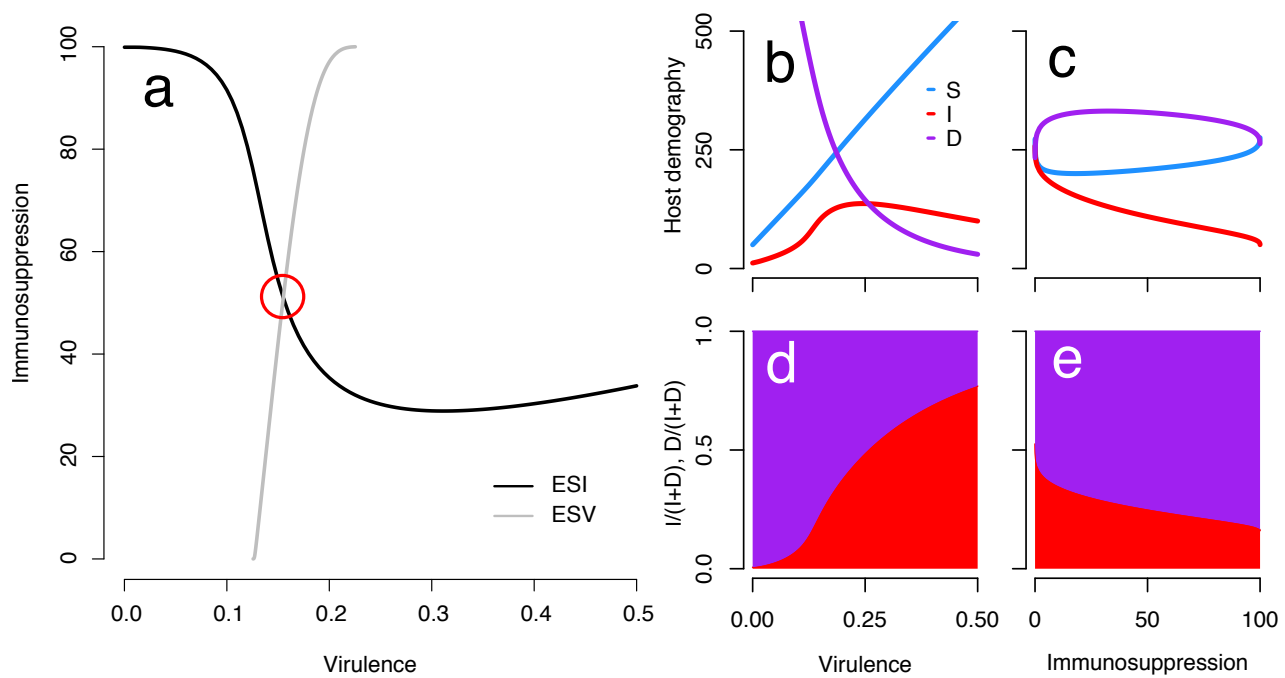 a
100
80
60
40
20
0
Immunosuppression
ESI
ESV
0.0 0.1 0.2 0.3 0.4 0.5
Virulence
b
S
I
D
500
250
0
Host demography
c
d
1.0
0.5
0.0
I/(I+D), D/(I+D)
0.00 0.25 0.50
Virulence
e
0 50 100
Immunosuppression